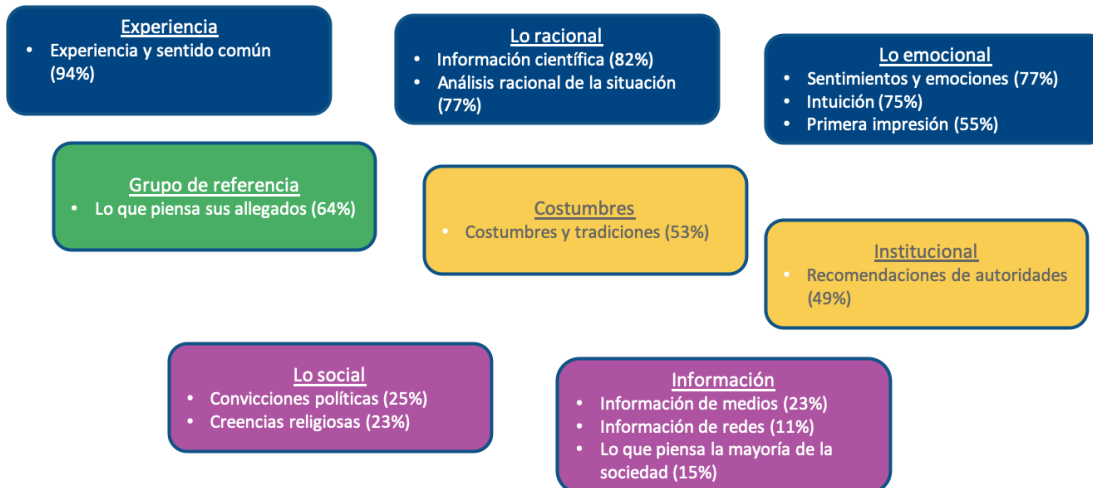 Experiencia
• Experiencia y sentido común
(94%)
Lo racional
• Información científica (82%)
• Análisis racional de la situación
(77%)
Lo emocional
• Sentimientos y emociones (77%)
• Intuición (75%)
• Primera impresión (55%)
Grupo de referencia
• Lo que piensa sus allegados (64%)
Costumbres
• Costumbres y tradiciones (53%)
Institucional
• Recomendaciones de autoridades
(49%)
Lo social
• Convicciones políticas (25%)
• Creencias religiosas (23%)
Información
• Información de medios (23%)
• Información de redes (11%)
• Lo que piensa la mayoría de la
sociedad (15%)